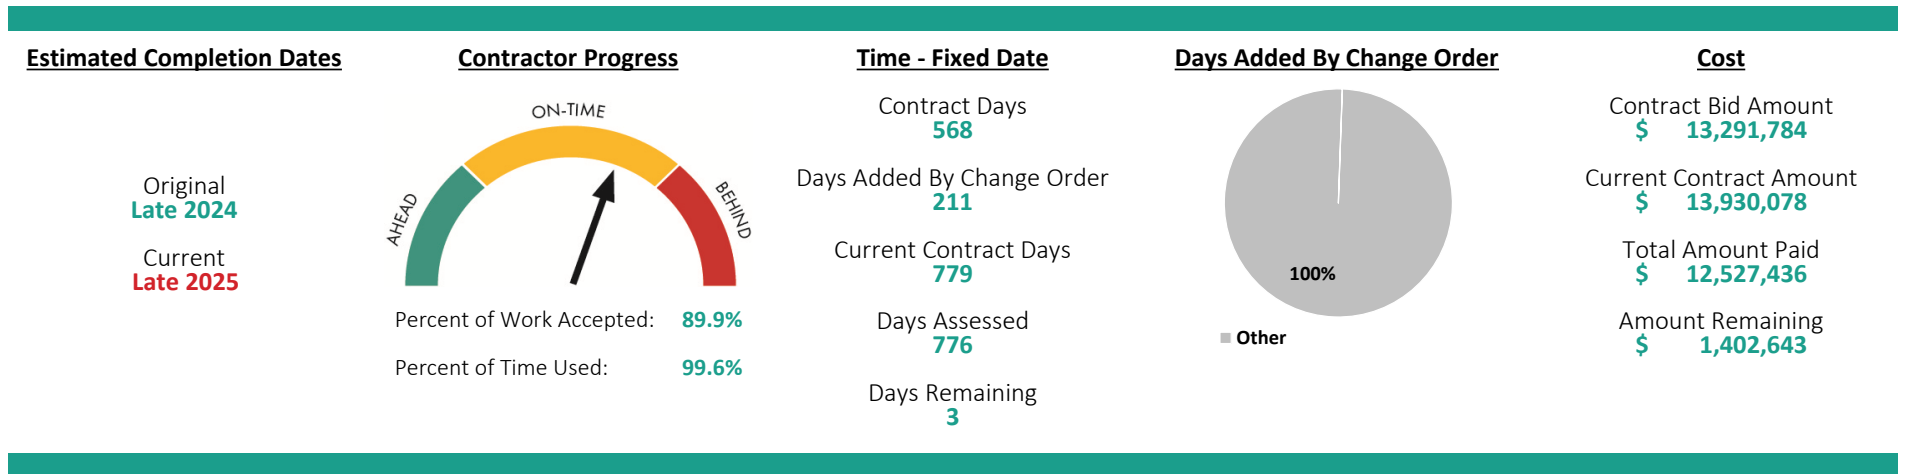 Estimated Completion Dates
Original
Late 2024
Current
Late 2025
Contractor Progress
ON-TIME
AHEAD
BEHIND
Percent of Work Accepted: 89.9%
Percent of Time Used: 99.6%
Time - Fixed Date
Contract Days
568
Days Added By Change Order
211
Current Contract Days
779
Days Assessed
776
Days Remaining
3
Days Added By Change Order
100%
Other
Cost
Contract Bid Amount
$ 13,291,784
Current Contract Amount
$ 13,930,078
Total Amount Paid
$ 12,527,436
Amount Remaining
$ 1,402,643